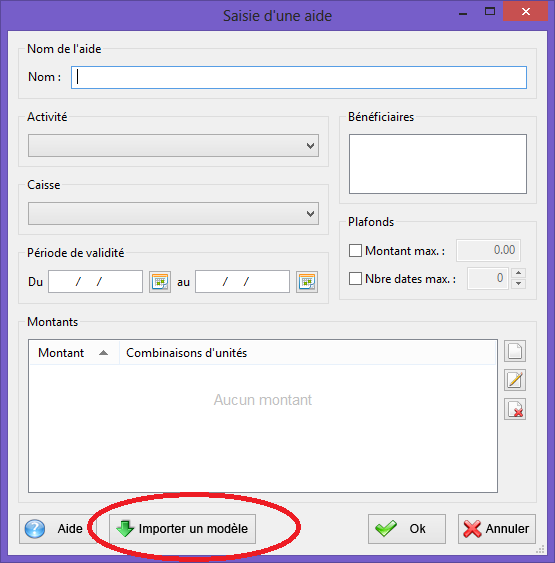 Saisie d'une aide
Nom de l'aide
Nom :
Activité
Bénéficiaires
Caisse
Plafonds
Montant max. : 0.00
Nbre dates max. : 0
Période de validité
Du / / au / /
Montants
Montant Combinaisons d'unités
Aucun montant
Aide Importer un modèle Ok Annuler